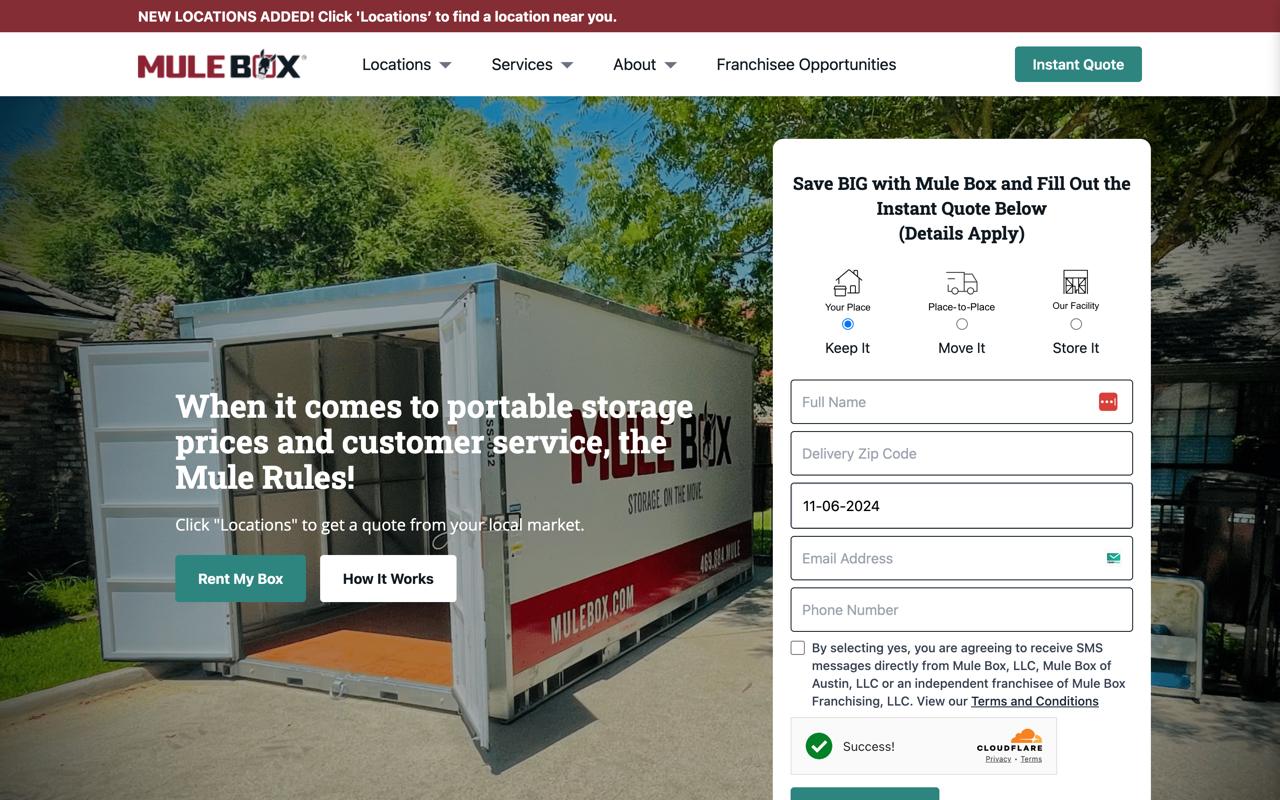 NEW LOCATIONS ADDED! Click 'Locations’ to find a location near you.
MULE BOX®
Locations
Services
About
Franchisee Opportunities
Instant Quote
When it comes to portable storage
prices and customer service, the
Mule Rules!
Click "Locations" to get a quote from your local market.
Rent My Box
How It Works
MULE BOX
STORAGE. ON THE MOVE.
469.884.MULE
MULEBOX.COM
Save BIG with Mule Box and Fill Out the
Instant Quote Below
(Details Apply)
Your Place
Place-to-Place
Our Facility
Keep It
Move It
Store It
Full Name
Delivery Zip Code
11-06-2024
Email Address
Phone Number
By selecting yes, you are agreeing to receive SMS
messages directly from Mule Box, LLC, Mule Box of
Austin, LLC or an independent franchisee of Mule Box
Franchising, LLC. View our Terms and Conditions
Success!
CLOUDFLARE
Privacy • Terms